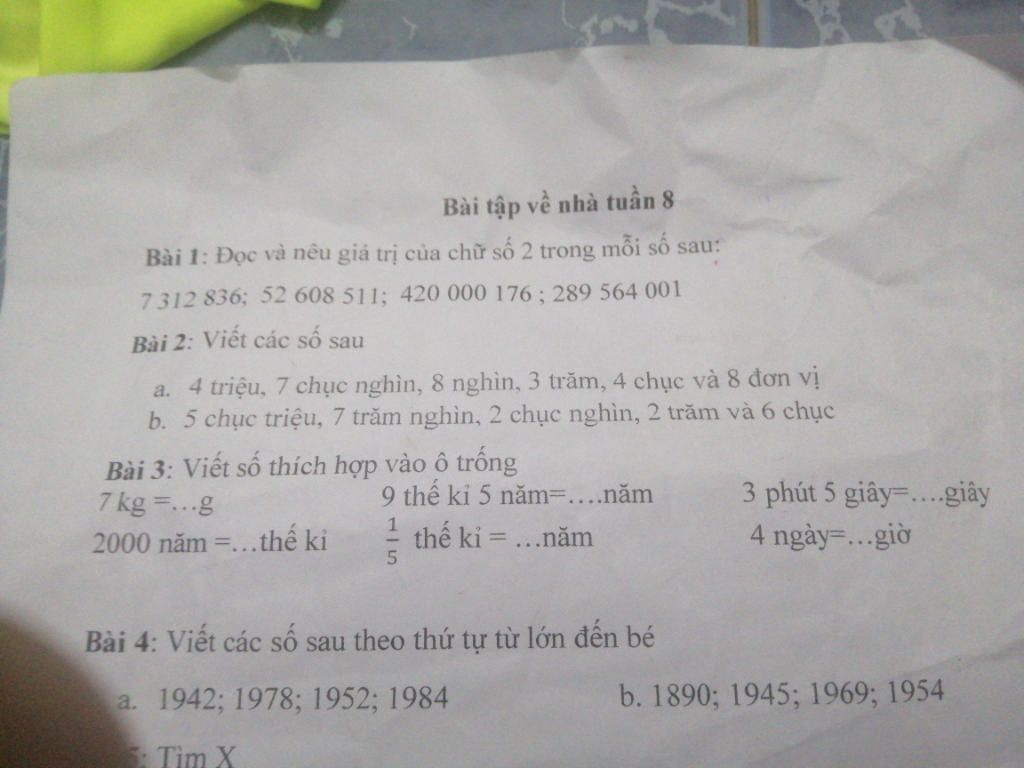 Bài tập về nhà tuần 8
Bài 1: Đọc và nêu giá trị của chữ số 2 trong mỗi số sau:
7 312 836; 52 608 511; 420 000 176 ; 289 564 001
Bài 2: Viết các số sau
a. 4 triệu, 7 chục nghìn, 8 nghìn, 3 trăm, 4 chục và 8 đơn vị
b. 5 chục triệu, 7 trăm nghìn, 2 chục nghìn, 2 trăm và 6 chục
Bài 3: Viết số thích hợp vào ô trống
7 kg =…g 9 thế kỉ 5 năm=….năm 3 phút 5 giây=….giây
2000 năm =…thế kỉ 1/5 thế kỉ = …năm 4 ngày=…giờ
Bài 4: Viết các số sau theo thứ tự từ lớn đến bé
a. 1942; 1978; 1952; 1984 b. 1890; 1945; 1969; 1954
5: Tìm X